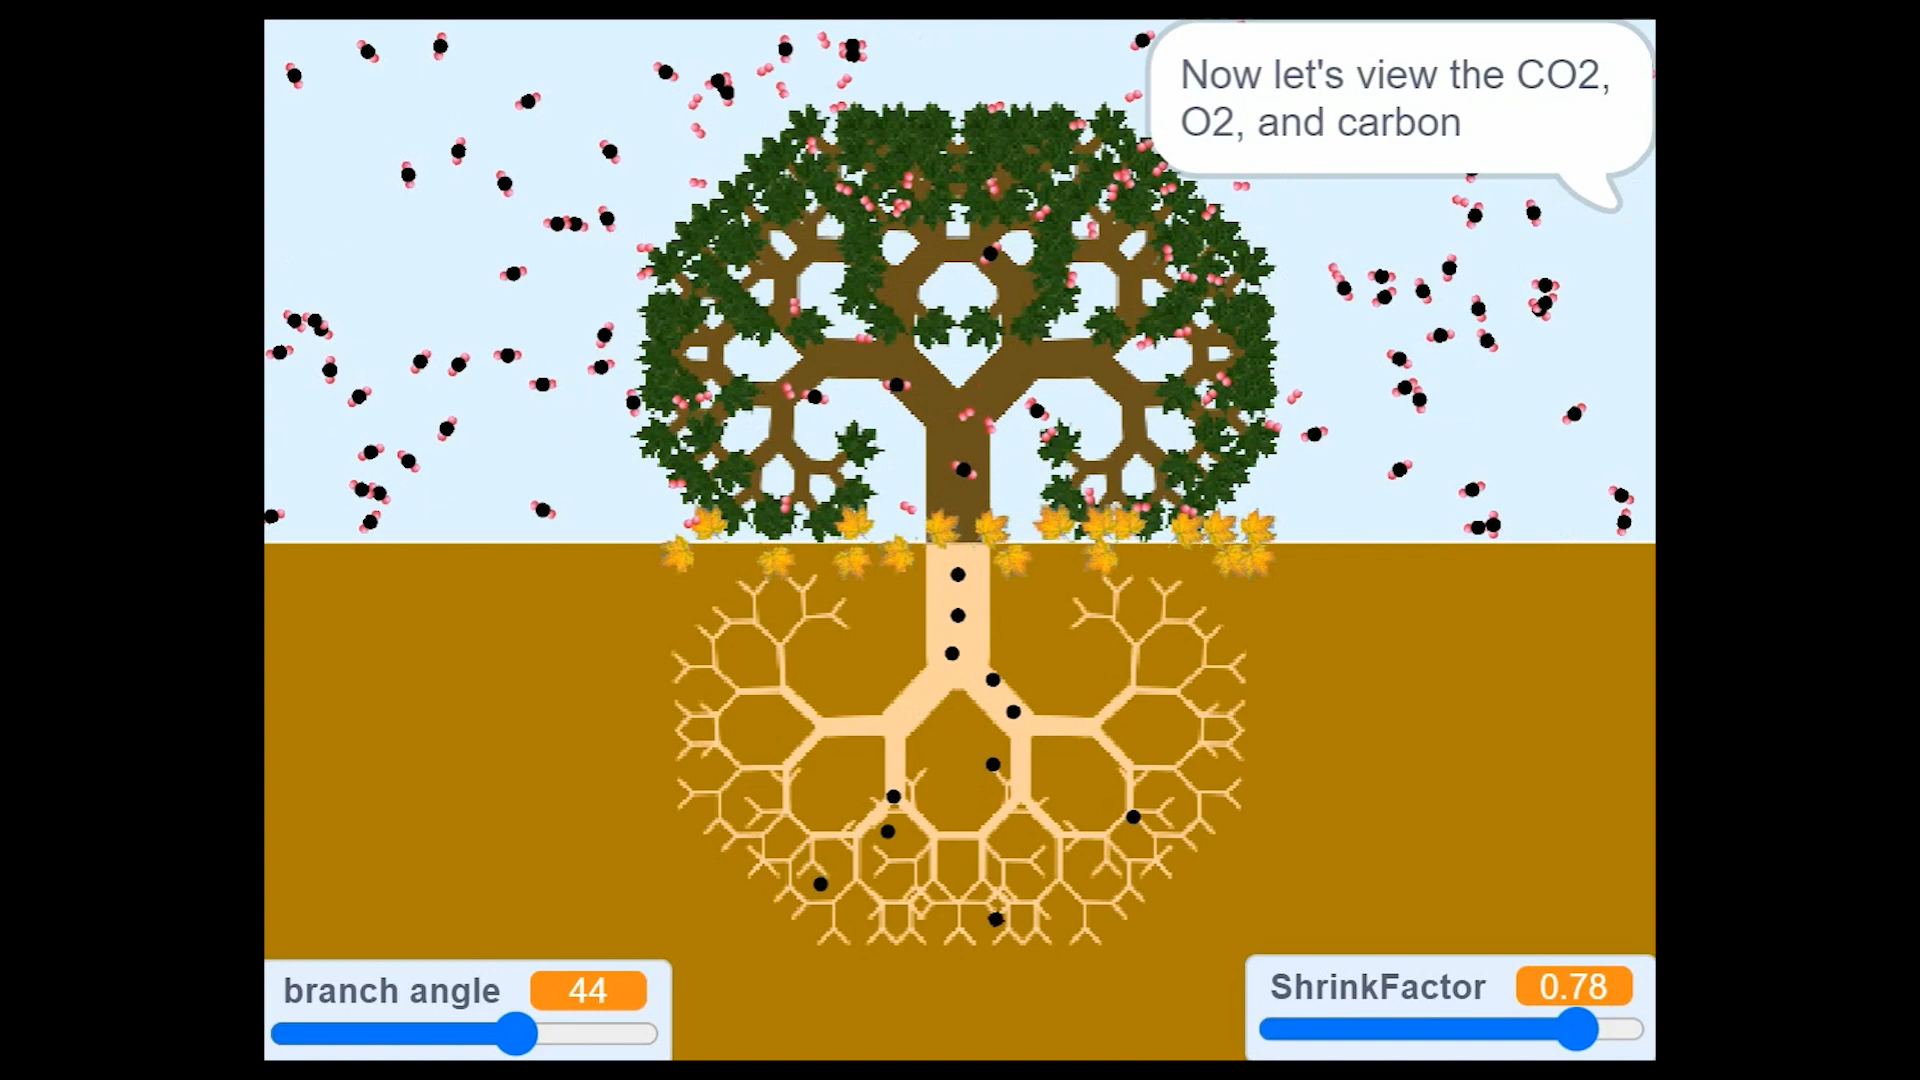 Now let's view the CO2,
O2, and carbon
branch angle 44
ShrinkFactor 0.78